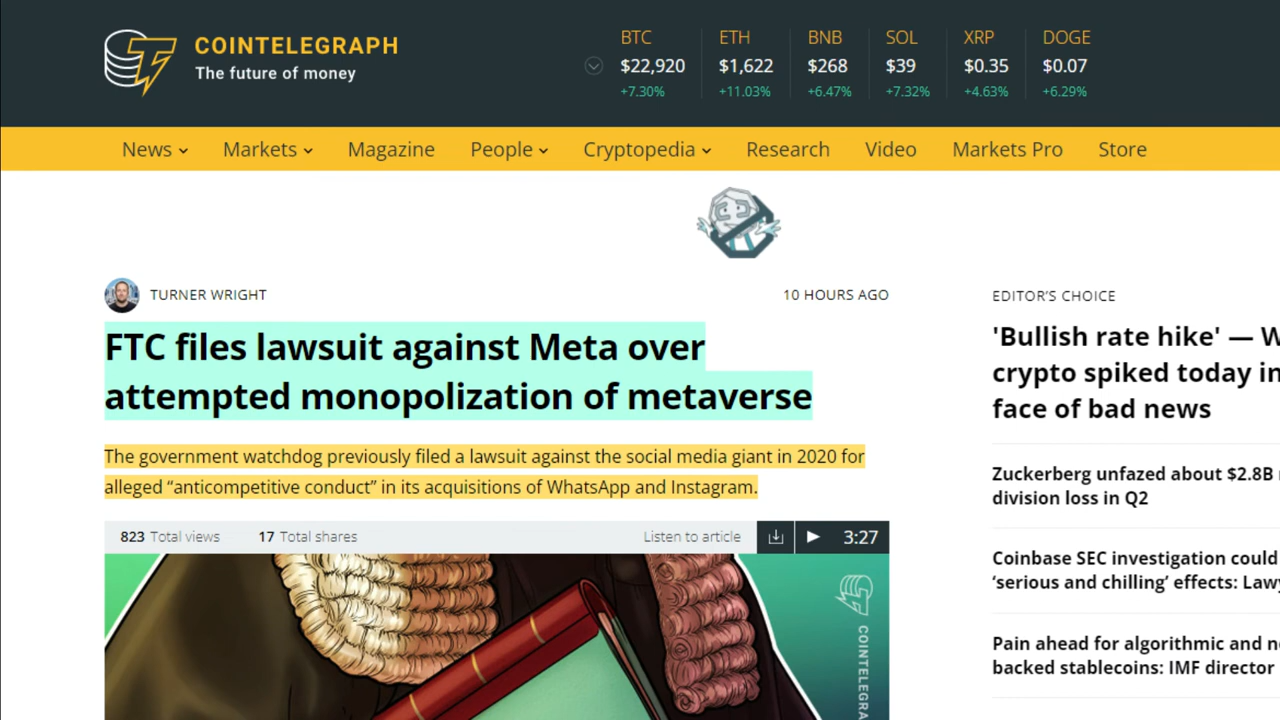 COINTELEGRAPH
The future of money
BTC ETH BNB SOL XRP DOGE
$22,920 $1,622 $268 $39 $0.35 $0.07
+7.30% +11.03% +6.47% +7.32% +4.63% +6.29%
News Markets Magazine People Cryptopedia Research Video Markets Pro Store
TURNER WRIGHT 10 HOURS AGO
FTC files lawsuit against Meta over
attempted monopolization of metaverse
The government watchdog previously filed a lawsuit against the social media giant in 2020 for
alleged “anticompetitive conduct” in its acquisitions of WhatsApp and Instagram.
823 Total views 17 Total shares Listen to article 3:27
COINTELEGRA
EDITOR’S CHOICE
'Bullish rate hike' — W
crypto spiked today in
face of bad news
Zuckerberg unfazed about $2.8B
division loss in Q2
Coinbase SEC investigation could
‘serious and chilling’ effects: Lawy
Pain ahead for algorithmic and n
backed stablecoins: IMF director